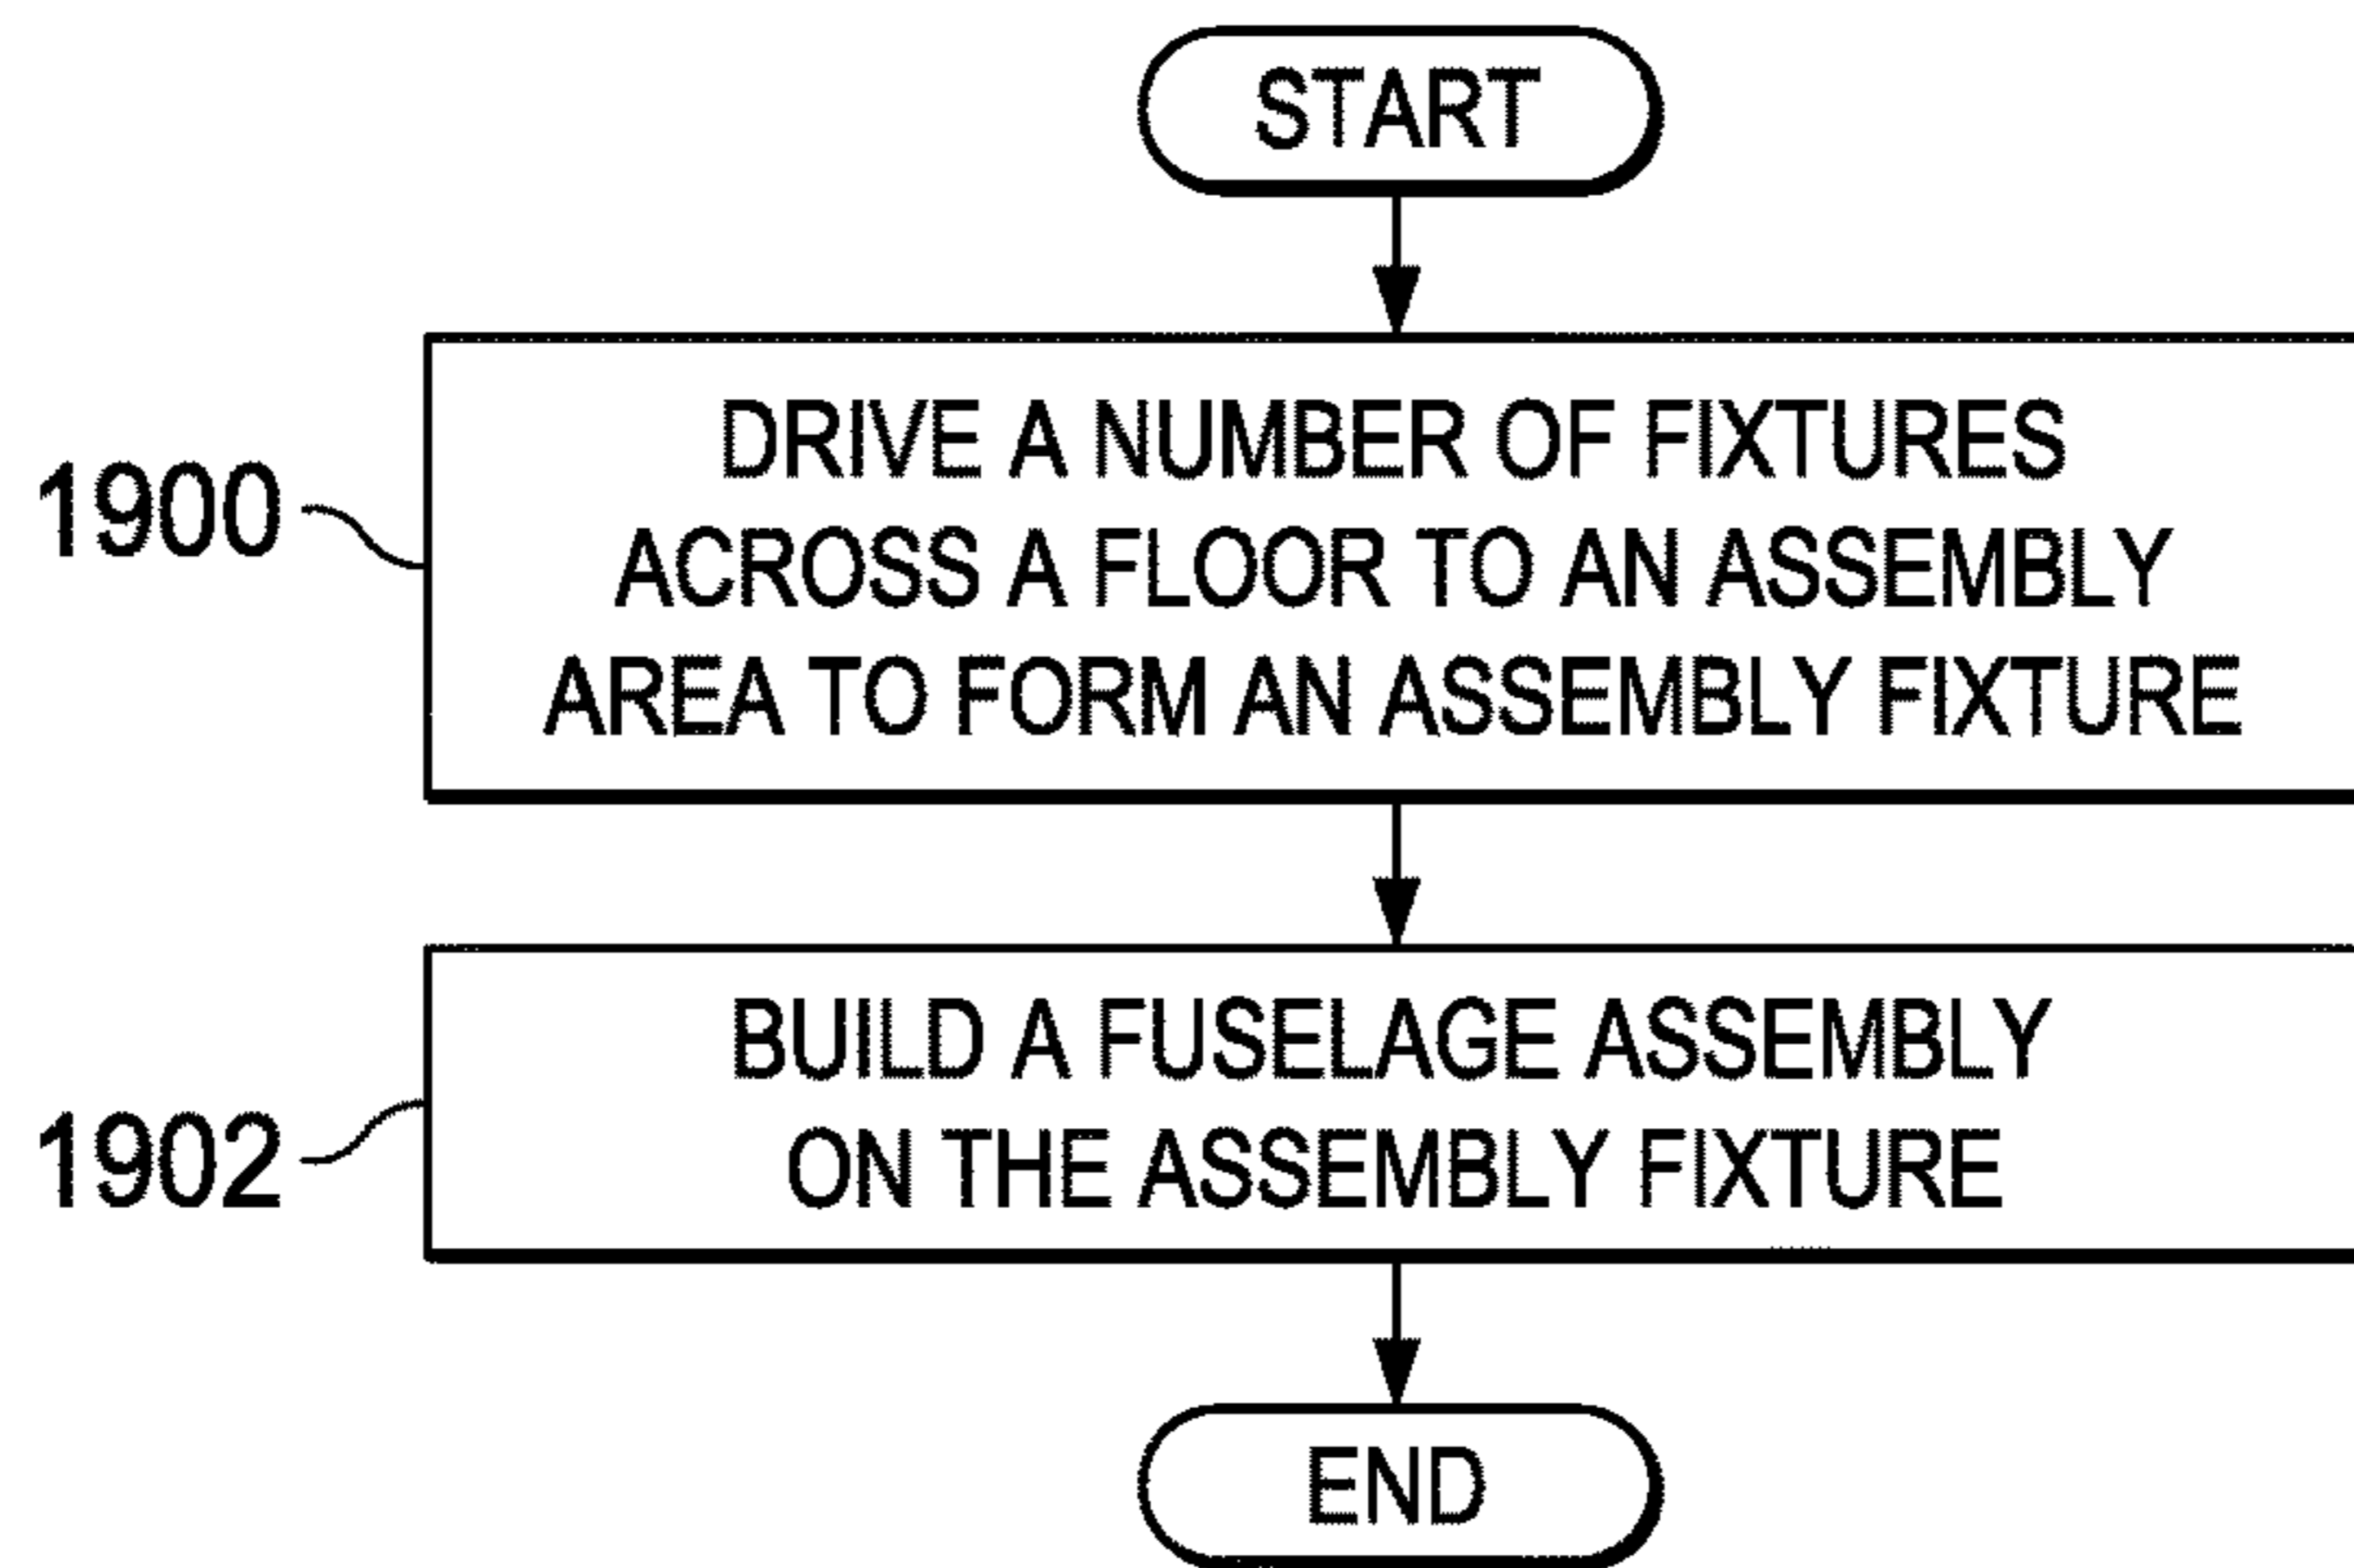 START
1900
DRIVE A NUMBER OF FIXTURES
ACROSS A FLOOR TO AN ASSEMBLY
AREA TO FORM AN ASSEMBLY FIXTURE
1902
BUILD A FUSELAGE ASSEMBLY
ON THE ASSEMBLY FIXTURE
END